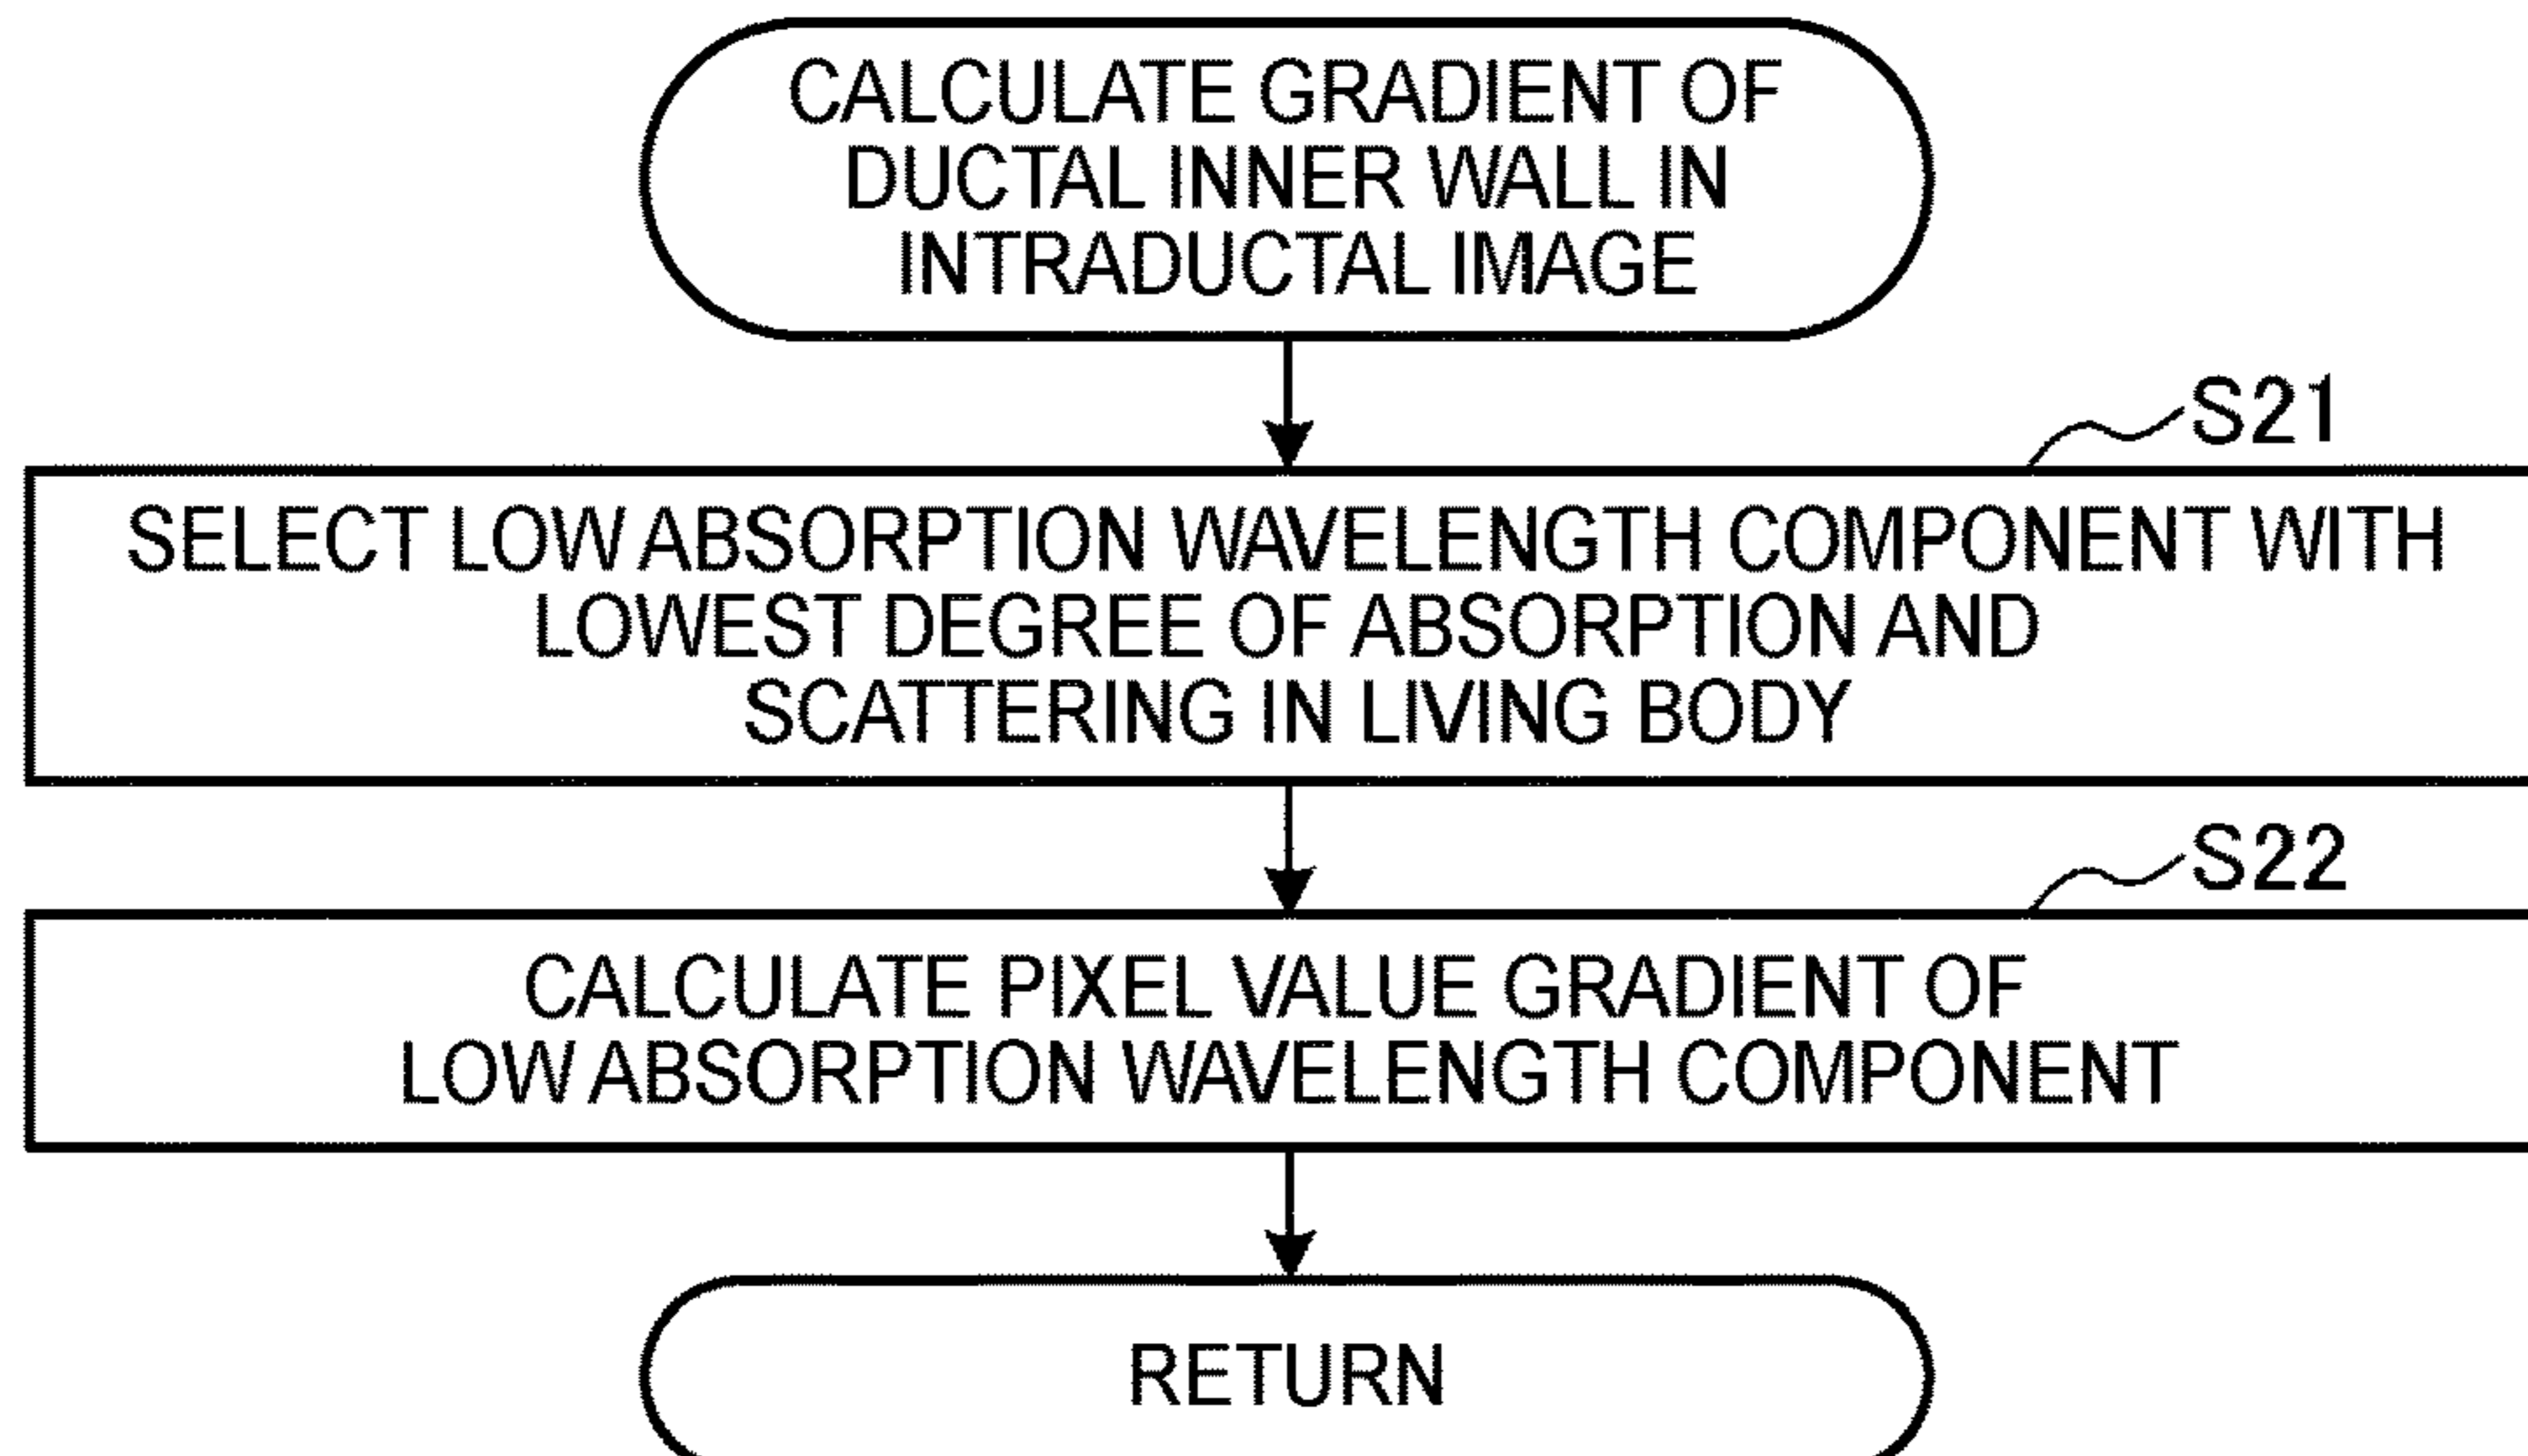 CALCULATE GRADIENT OF
DUCTAL INNER WALL IN
INTRADUCTAL IMAGE
S21
SELECT LOW ABSORPTION WAVELENGTH COMPONENT WITH
LOWEST DEGREE OF ABSORPTION AND
SCATTERING IN LIVING BODY
S22
CALCULATE PIXEL VALUE GRADIENT OF
LOW ABSORPTION WAVELENGTH COMPONENT
RETURN